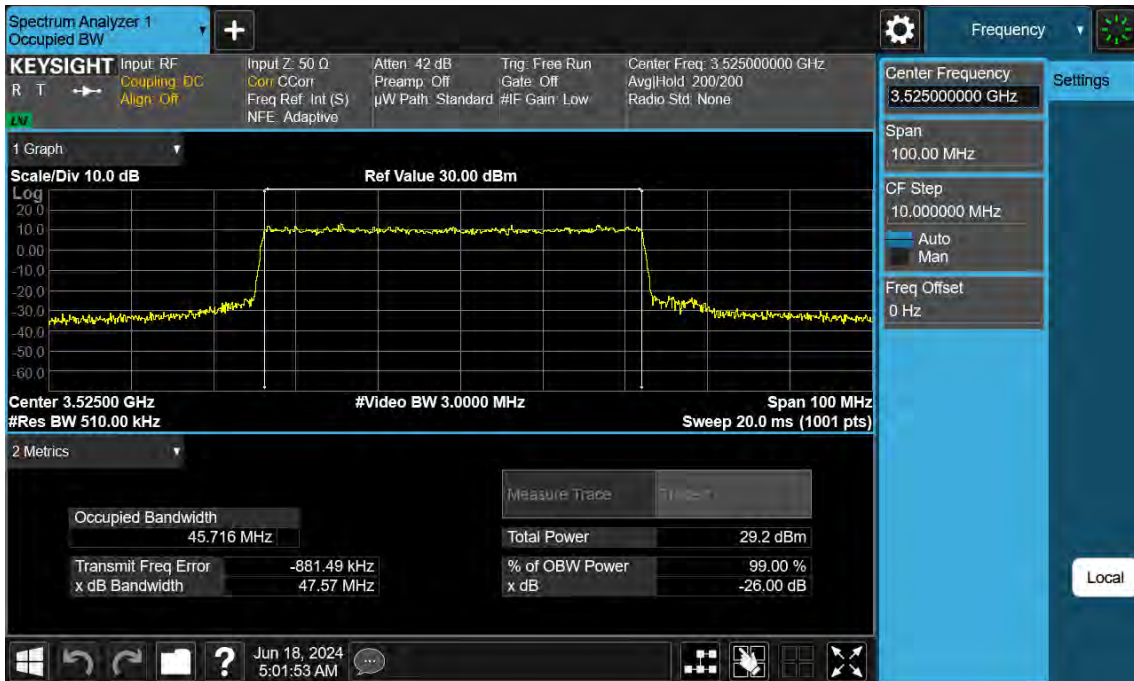 Spectrum Analyzer 1
Occupied BW
Frequency
KEYSIGHT
R T
LXI
Input: RF
Coupling: DC
Align: Off
Input Z: 50 Ω
Corr CCorr
Freq Ref: Int (S)
NFE: Adaptive
Atten: 42 dB
Preamp: Off
µW Path: Standard
Trig: Free Run
Gate: Off
#IF Gain: Low
Center Freq: 3.525000000 GHz
Avg|Hold: 200/200
Radio Std: None
Center Frequency
3.525000000 GHz
Settings
Span
100.00 MHz
CF Step
10.000000 MHz
Auto
Man
Freq Offset
0 Hz
Local
1 Graph
Scale/Div 10.0 dB
Ref Value 30.00 dBm
Log
20.0
10.0
0.00
-10.0
-20.0
-30.0
-40.0
-50.0
-60.0
Center 3.52500 GHz
#Video BW 3.0000 MHz
Span 100 MHz
#Res BW 510.00 kHz
Sweep 20.0 ms (1001 pts)
2 Metrics
Measure Trace
Trace 1
Occupied Bandwidth
45.716 MHz
Total Power 29.2 dBm
Transmit Freq Error -881.49 kHz
% of OBW Power 99.00 %
x dB Bandwidth 47.57 MHz
x dB -26.00 dB
?
Jun 18, 2024
5:01:53 AM